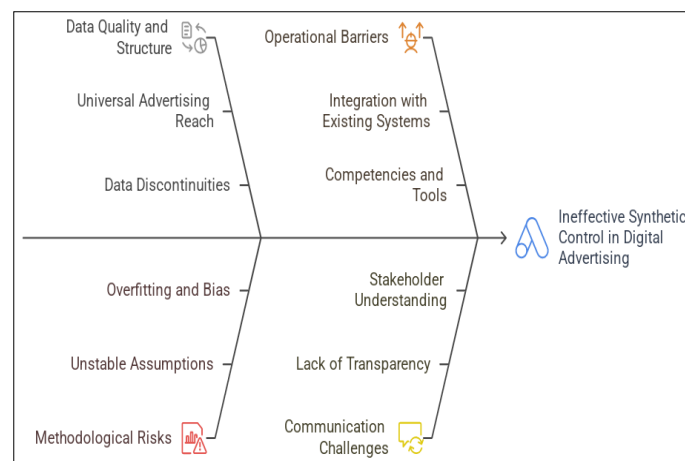 Data Quality and
Structure
Universal Advertising
Reach
Data Discontinuities
Operational Barriers
Integration with
Existing Systems
Competencies and
Tools
Ineffective Synthetic
Control in Digital
Advertising
Overfitting and Bias
Unstable Assumptions
Methodological Risks
Stakeholder
Understanding
Lack of Transparency
Communication
Challenges